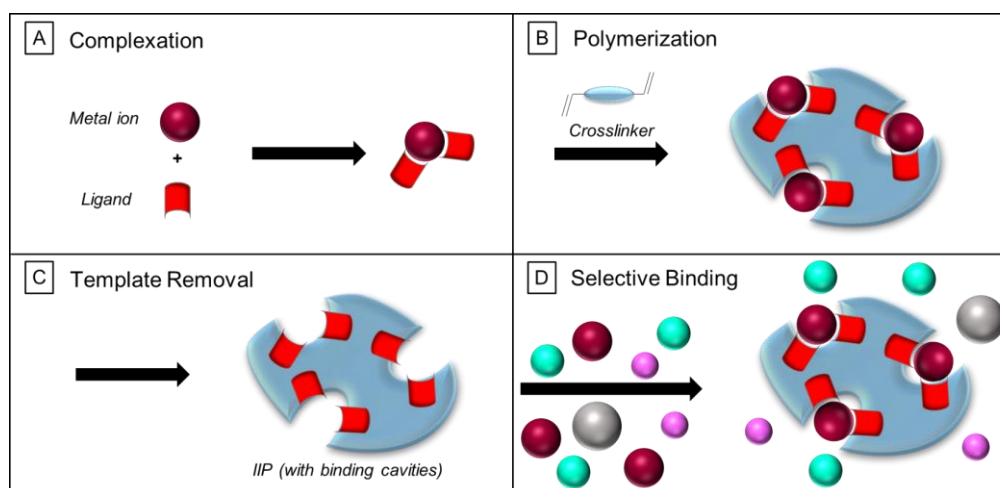 A Complexation
Metal ion
+
Ligand
B Polymerization
Crosslinker
C Template Removal
IIP (with binding cavities)
D Selective Binding